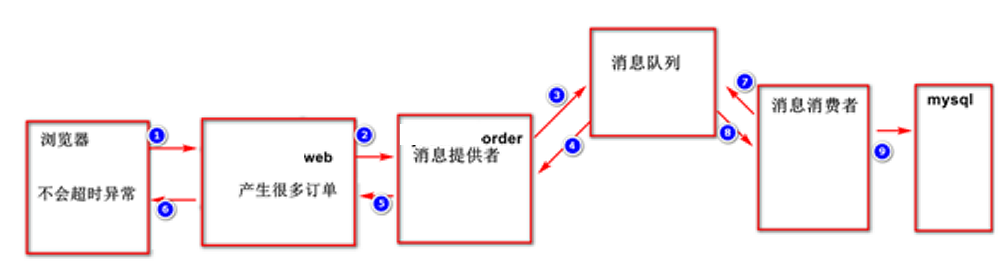 浏览器
不会超时异常
1
6
web
产生很多订单
2
5
order
消息提供者
3
4
消息队列
7
8
消息消费者
9
mysql